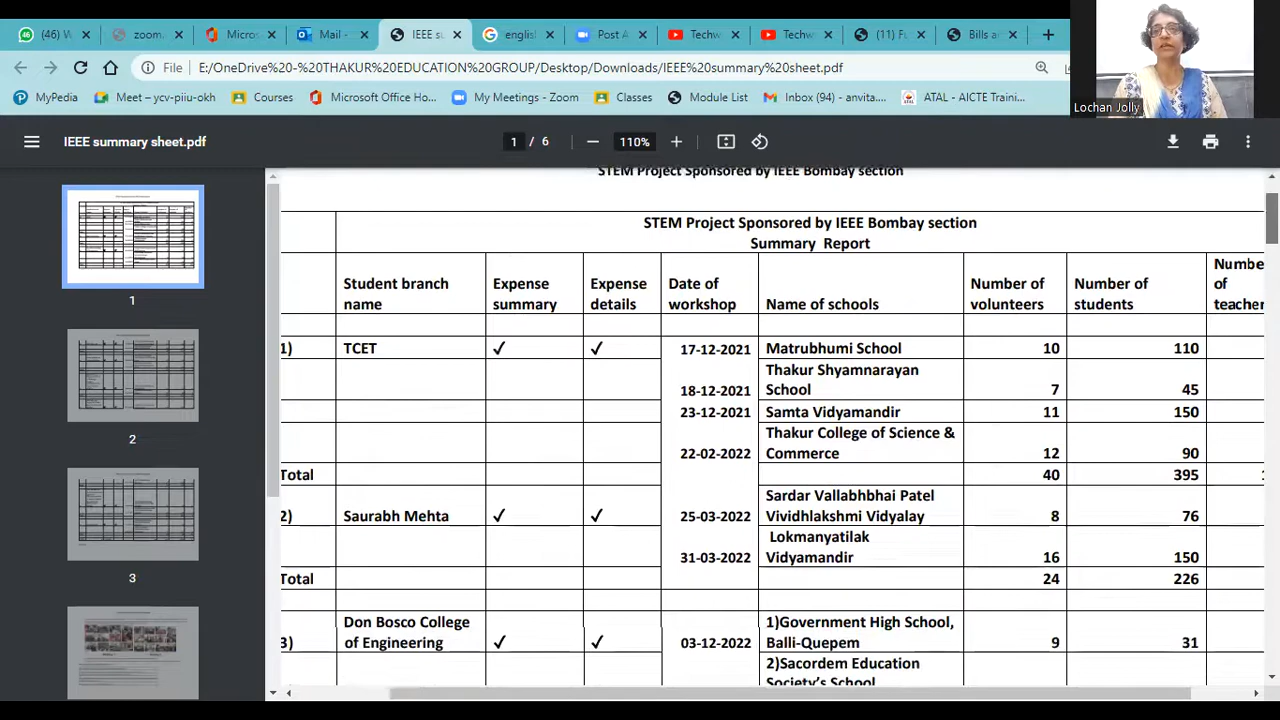 (46) W
zoom.
Micros
Mail -
IEEE su
english
Post A
Techw
Techw
(11) Fu
Bills a
File
E:/OneDrive%20-%20THAKUR%20EDUCATION%20GROUP/Desktop/Downloads/IEEE%20summary%20sheet.pdf
MyPedia
Meet – ycv-piiu-okh
Courses
Microsoft Office Ho...
My Meetings - Zoom
Classes
Module List
Inbox (94) - anvita....
ATAL - AICTE Traini...
Lochan Jolly
IEEE summary sheet.pdf
1 / 6
110%
1
2
3
STEM Project Sponsored by IEEE Bombay section
STEM Project Sponsored by IEEE Bombay section
Summary Report
Student branch name Expense summary Expense details Date of workshop Name of schools Number of volunteers Number of students Numbe of teacher
1) TCET ✓ ✓ 17-12-2021 Matrubhumi School 10 110
18-12-2021 Thakur Shyamnarayan School 7 45
23-12-2021 Samta Vidyamandir 11 150
22-02-2022 Thakur College of Science & Commerce 12 90
Total 40 395 1
2) Saurabh Mehta ✓ ✓ 25-03-2022 Sardar Vallabhbhai Patel Vividhlakshmi Vidyalay 8 76
31-03-2022 Lokmanyatilak Vidyamandir 16 150
Total 24 226
3) Don Bosco College of Engineering ✓ ✓ 03-12-2022 1)Government High School, Balli-Quepem 9 31
2)Sacordem Education
Society's School